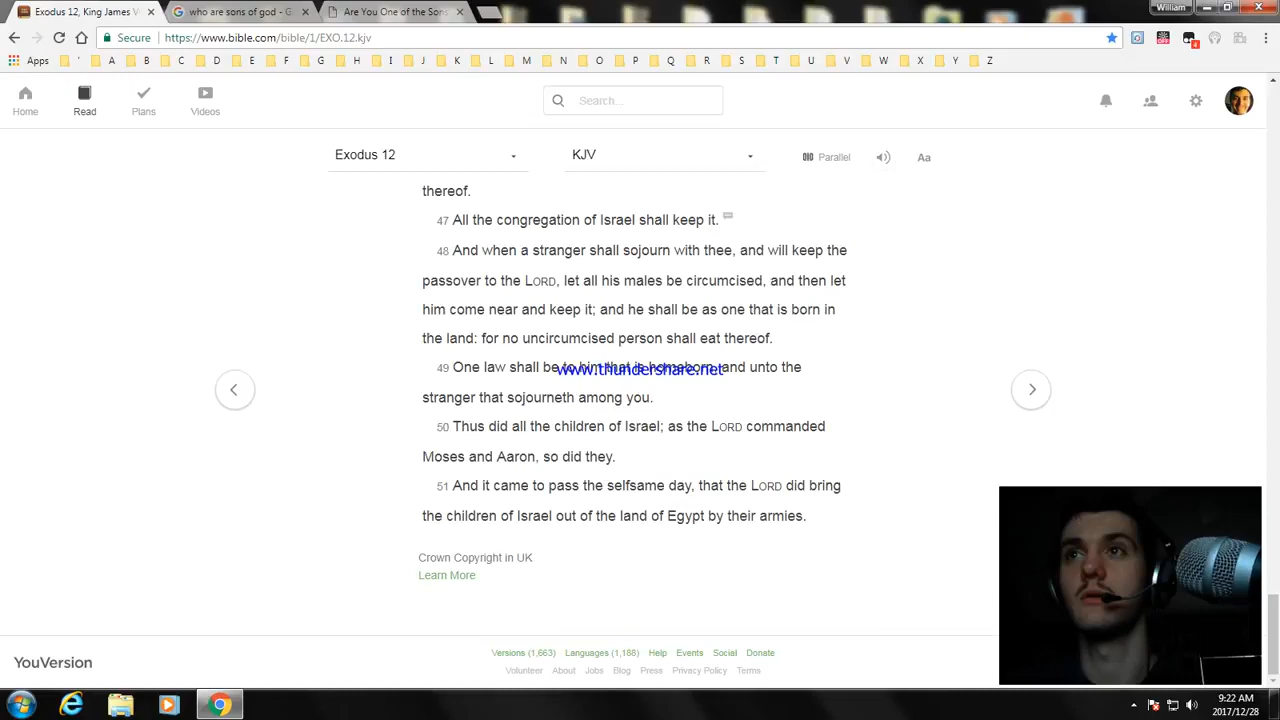 Exodus 12, King James V
who are sons of god - G
Are You One of the Sons
William
Secure
https://www.bible.com/bible/1/EXO.12.kjv
Apps ' A B C D E F G H I J K L M N O P Q R S T U V W X Y Z
Home Read Plans Videos
Search...
Exodus 12
KJV
Parallel
Aa
thereof.
47 All the congregation of Israel shall keep it.
48 And when a stranger shall sojourn with thee, and will keep the
passover to the LORD, let all his males be circumcised, and then let
him come near and keep it; and he shall be as one that is born in
the land: for no uncircumcised person shall eat thereof.
49 One law shall be to him that is homeborn, and unto the
www.thundershare.net
stranger that sojourneth among you.
50 Thus did all the children of Israel; as the LORD commanded
Moses and Aaron, so did they.
51 And it came to pass the selfsame day, that the LORD did bring
the children of Israel out of the land of Egypt by their armies.
Crown Copyright in UK
Learn More
YouVersion
Versions (1,663) Languages (1,188) Help Events Social Donate
Volunteer About Jobs Blog Press Privacy Policy Terms
9:22 AM
2017/12/28